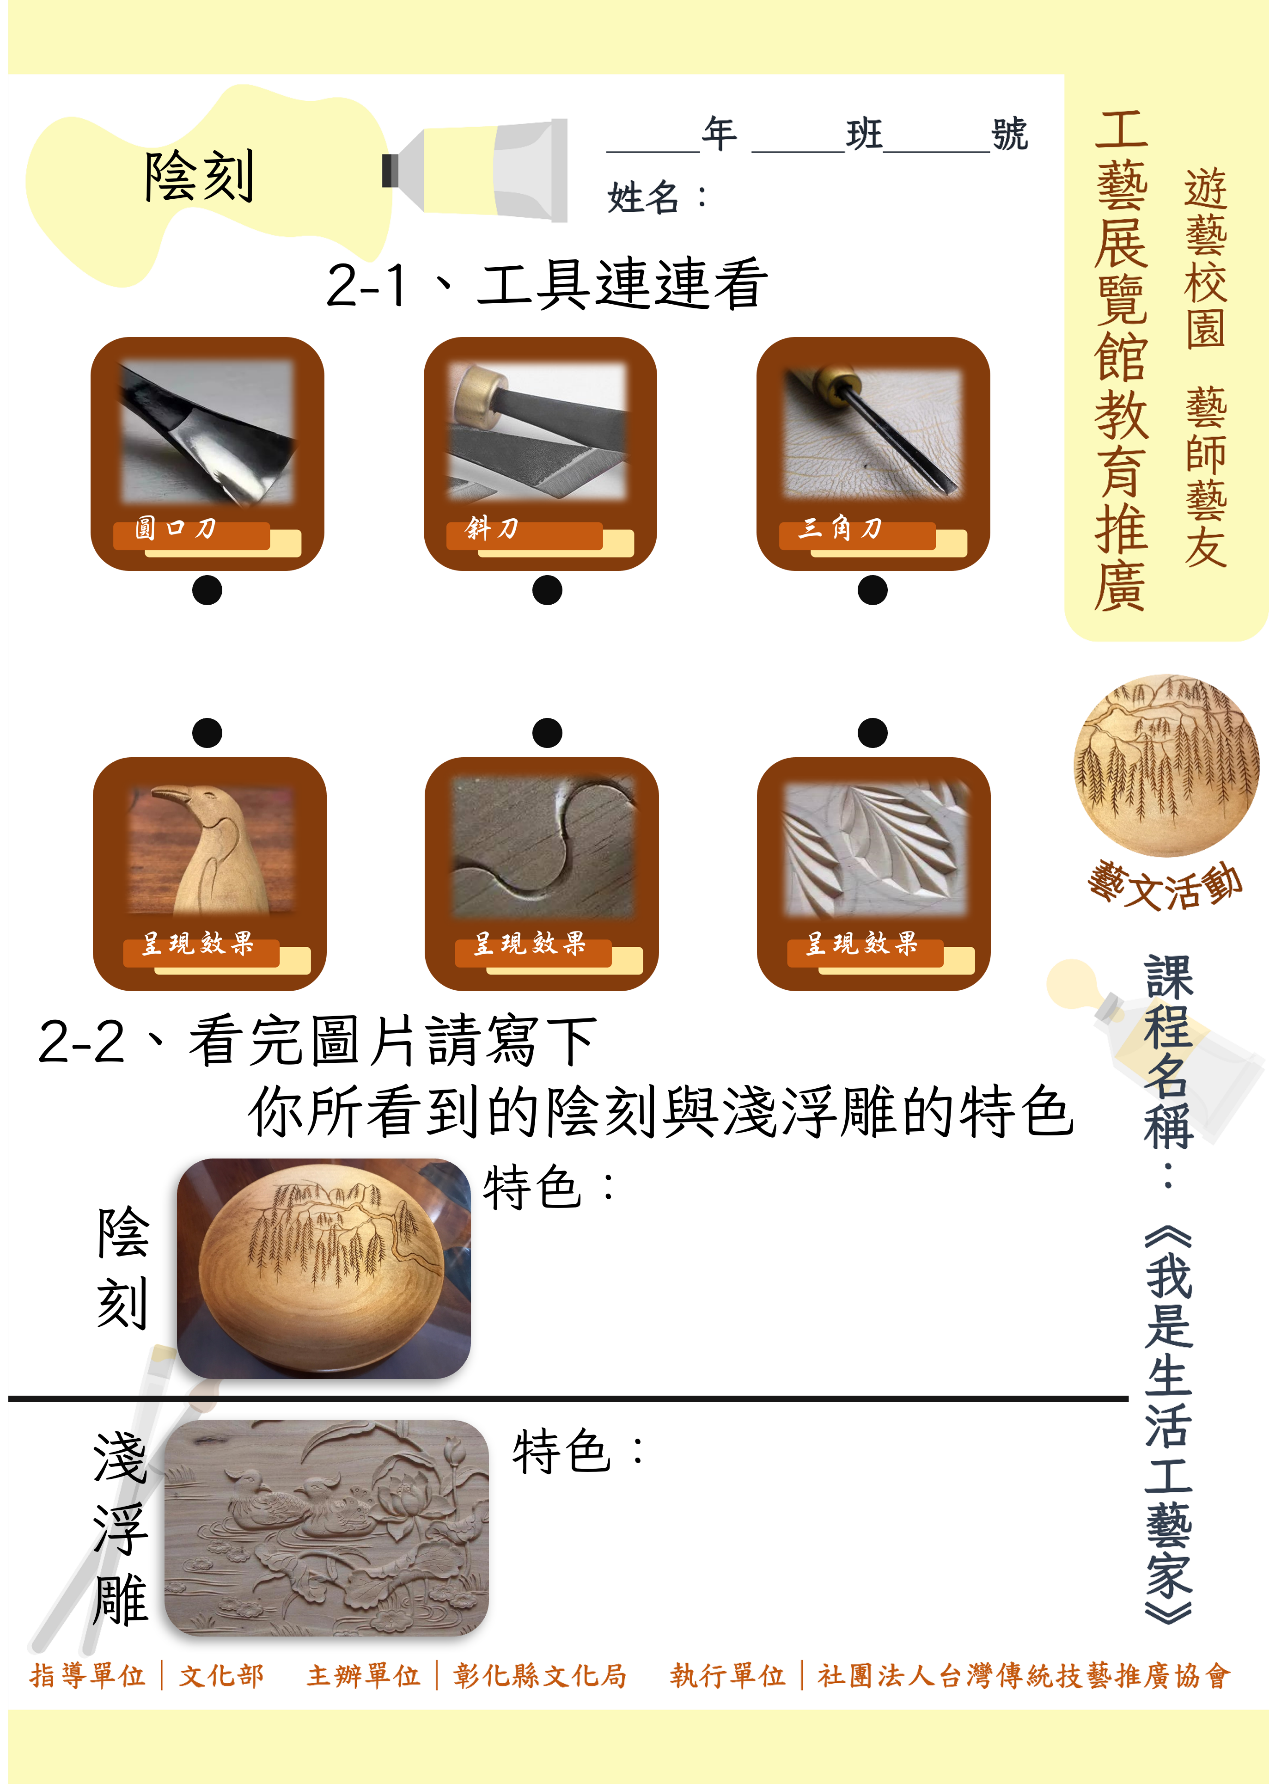 陰刻
____年 ____班____號
姓名：
2-1、工具連連看
圓口刀
斜刀
三角刀
呈現效果
呈現效果
呈現效果
2-2、看完圖片請寫下
你所看到的陰刻與淺浮雕的特色
陰刻
特色：
淺浮雕
特色：
遊藝校園 藝師藝友
工藝展覽館教育推廣
藝文活動
課程名稱：《我是生活工藝家》
指導單位｜文化部 主辦單位｜彰化縣文化局 執行單位｜社團法人台灣傳統技藝推廣協會